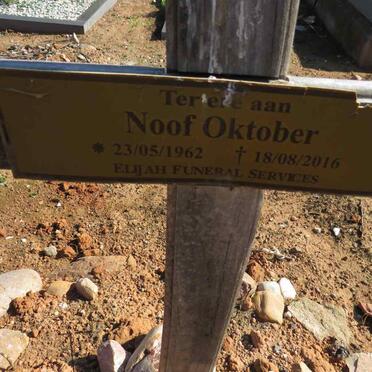 Ter ere aan
Noof Oktober
* 23/05/1962 † 18/08/2016
ELIJAH FUNERAL SERVICES